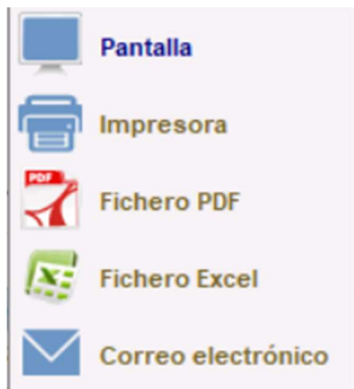 Pantalla
Impresora
PDF
Fichero PDF
Fichero Excel
Correo electrónico